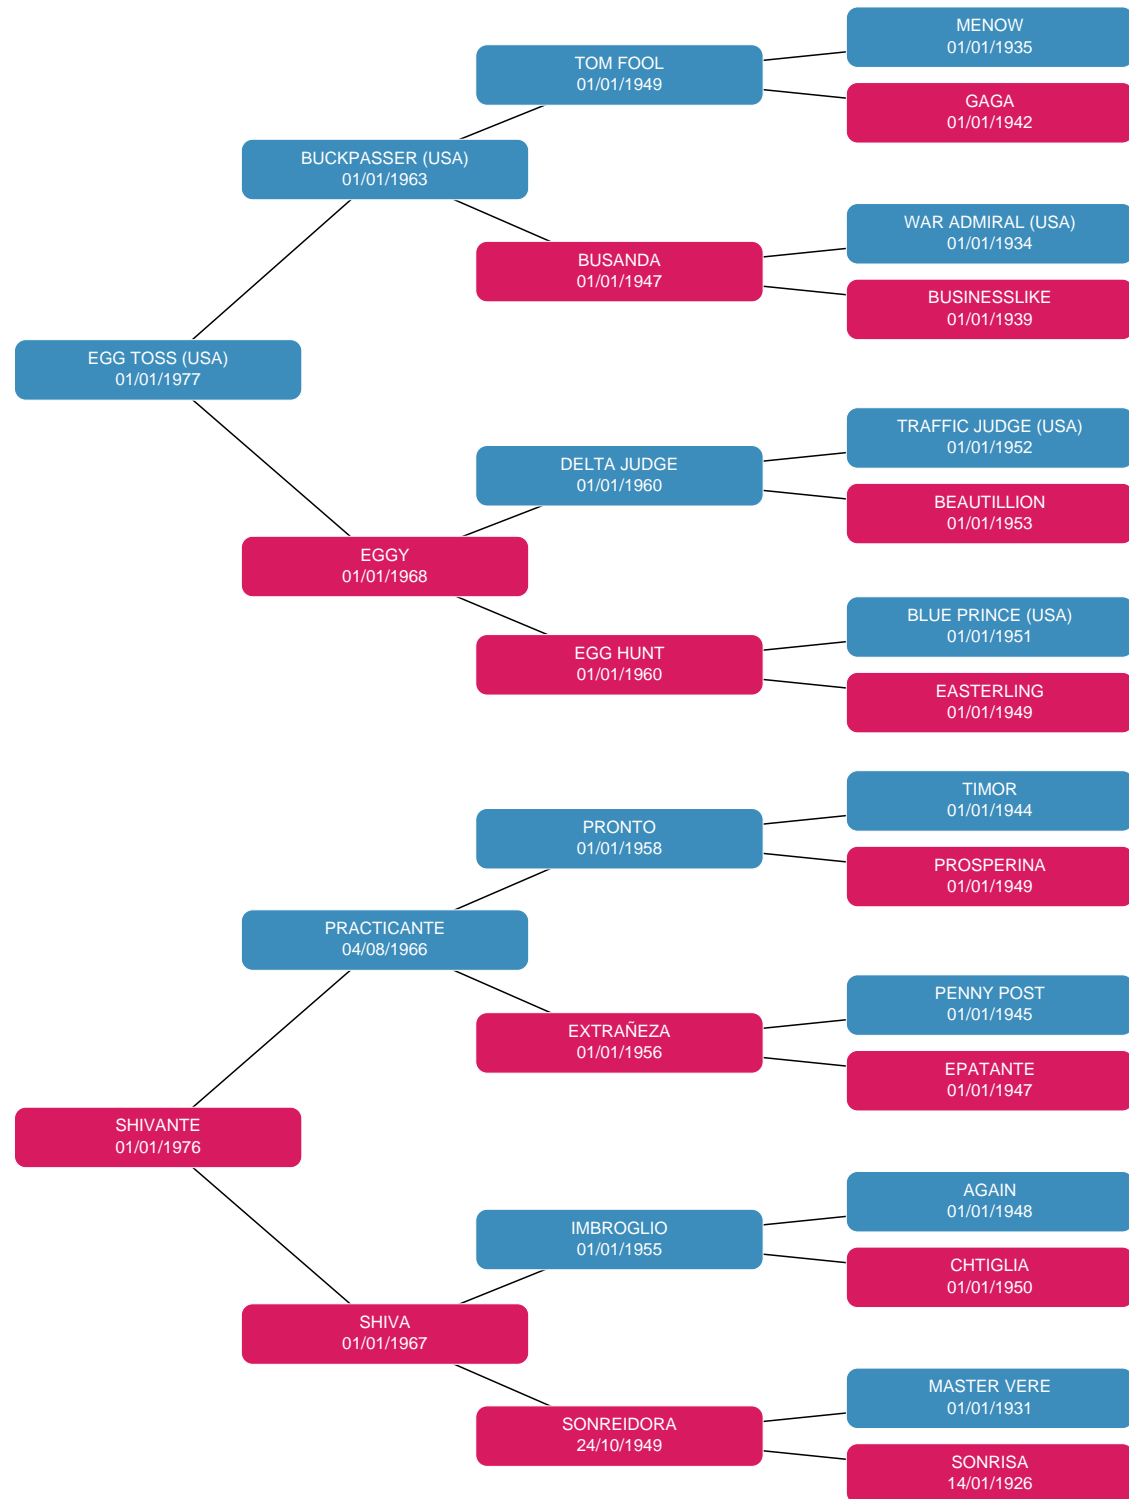 MENOW
01/01/1935
TOM FOOL
01/01/1949
GAGA
01/01/1942
BUCKPASSER (USA)
01/01/1963
WAR ADMIRAL (USA)
01/01/1934
BUSANDA
01/01/1947
BUSINESSLIKE
01/01/1939
EGG TOSS (USA)
01/01/1977
TRAFFIC JUDGE (USA)
01/01/1952
DELTA JUDGE
01/01/1960
BEAUTILLION
01/01/1953
EGGY
01/01/1968
BLUE PRINCE (USA)
01/01/1951
EGG HUNT
01/01/1960
EASTERLING
01/01/1949
TIMOR
01/01/1944
PRONTO
01/01/1958
PROSPERINA
01/01/1949
PRACTICANTE
04/08/1966
PENNY POST
01/01/1945
EXTRAÑEZA
01/01/1956
EPATANTE
01/01/1947
SHIVANTE
01/01/1976
AGAIN
01/01/1948
IMBROGLIO
01/01/1955
CHTIGLIA
01/01/1950
SHIVA
01/01/1967
MASTER VERE
01/01/1931
SONREIDORA
24/10/1949
SONRISA
14/01/1926